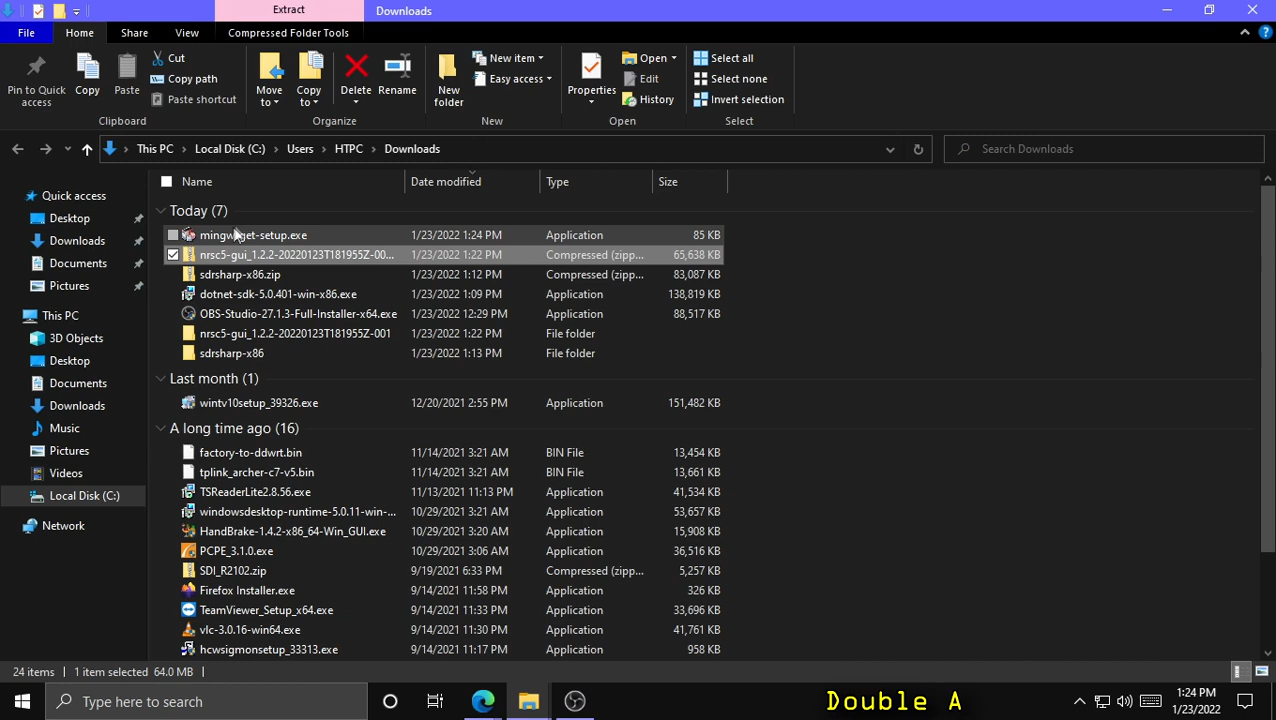 Extract
Downloads
File
Home
Share
View
Compressed Folder Tools
Pin to Quick access
Copy
Paste
Cut
Copy path
Paste shortcut
Clipboard
Move to
Copy to
Delete
Rename
Organize
New folder
New item
Easy access
New
Properties
Open
Edit
History
Open
Select all
Select none
Invert selection
Select
This PC
Local Disk (C:)
Users
HTPC
Downloads
Search Downloads
Quick access
Desktop
Downloads
Documents
Pictures
This PC
3D Objects
Desktop
Documents
Downloads
Music
Pictures
Videos
Local Disk (C:)
Network
Name Date modified Type Size
Today (7)
1/23/2022 1:24 PM Application 85 KB
nrsc5-gui_1.2.2-20220123T181955Z-00... 1/23/2022 1:22 PM Compressed (zipp... 65,638 KB
sdrsharp-x86.zip 1/23/2022 1:12 PM Compressed (zipp... 83,087 KB
dotnet-sdk-5.0.401-win-x86.exe 1/23/2022 1:09 PM Application 138,819 KB
OBS-Studio-27.1.3-Full-Installer-x64.exe 1/23/2022 12:29 PM Application 88,517 KB
nrsc5-gui_1.2.2-20220123T181955Z-001 1/23/2022 1:22 PM File folder
sdrsharp-x86 1/23/2022 1:13 PM File folder
Last month (1)
wintv10setup_39326.exe 12/20/2021 2:55 PM Application 151,482 KB
A long time ago (16)
factory-to-ddwrt.bin 11/14/2021 3:21 AM BIN File 13,454 KB
tplink_archer-c7-v5.bin 11/14/2021 3:21 AM BIN File 13,661 KB
TSReaderLite2.8.56.exe 11/13/2021 11:13 PM Application 41,534 KB
windowsdesktop-runtime-5.0.11-win-... 10/29/2021 3:21 AM Application 53,657 KB
HandBrake-1.4.2-x86_64-Win_GUI.exe 10/29/2021 3:20 AM Application 15,908 KB
PCPE_3.1.0.exe 10/29/2021 3:06 AM Application 36,516 KB
SDI_R2102.zip 9/19/2021 6:33 PM Compressed (zipp... 5,257 KB
Firefox Installer.exe 9/14/2021 11:58 PM Application 326 KB
TeamViewer_Setup_x64.exe 9/14/2021 11:33 PM Application 33,696 KB
vlc-3.0.16-win64.exe 9/14/2021 11:30 PM Application 41,761 KB
hcwsigmonsetup_33313.exe 9/14/2021 11:17 PM Application 958 KB
24 items 1 item selected 64.0 MB
Type here to search
Double A
1:24 PM
1/23/2022